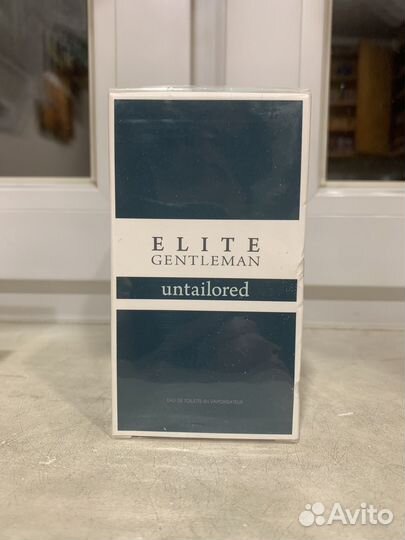 ELITE
GENTLEMAN
untailored
EAU DE TOILETTE EN VAPORISATEUR
Avito